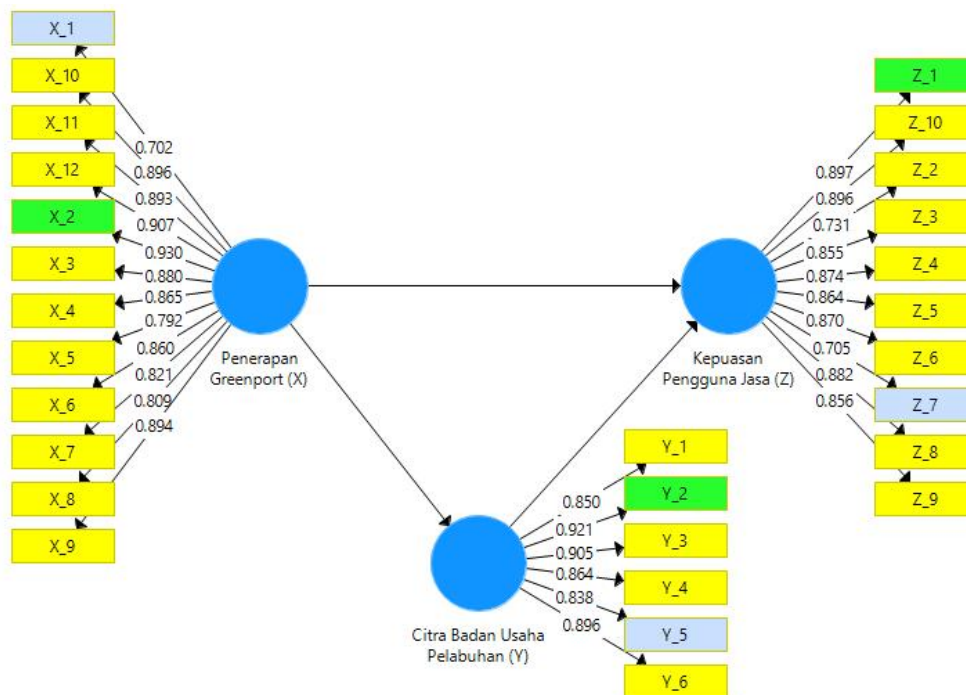 X_1
X_10
X_11
X_12
X_2
X_3
X_4
X_5
X_6
X_7
X_8
X_9
0.702
0.896
0.893
0.907
0.930
0.880
0.865
0.792
0.860
0.821
0.809
0.894
Penerapan
Greenport (X)
Kepuasan
Pengguna Jasa (Z)
0.897
0.896
0.731
0.855
0.874
0.864
0.870
0.705
0.882
0.856
Z_1
Z_10
Z_2
Z_3
Z_4
Z_5
Z_6
Z_7
Z_8
Z_9
Citra Badan Usaha
Pelabuhan (Y)
0.850
0.921
0.905
0.864
0.838
0.896
Y_1
Y_2
Y_3
Y_4
Y_5
Y_6